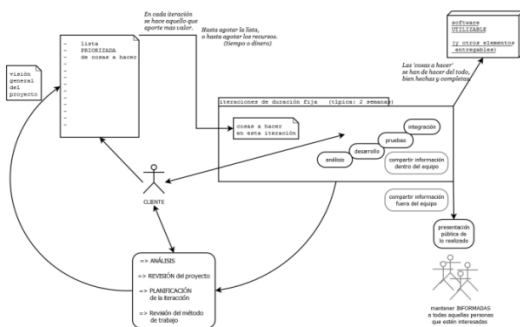 En cada iteración
se hace aquello que
aporte mas valor.
Hasta agotar la lista,
o hasta agotar los recursos.
(tiempo o dinero)
software
UTILIZABLE
(y otros elementos
entregables)
lista
PRIORIZADA
de cosas a hacer
visión
general
del
proyecto
Las 'cosas a hacer'
se han de hacer del todo,
bien hechas y completas.
iteraciones de duración fija (típica: 2 semanas)
cosas a hacer
en esta iteración
integración
pruebas
desarrollo
análisis
compartir información
dentro del equipo
compartir información
fuera del equipo
CLIENTE
presentación
pública de
lo realizado
=> ANÁLISIS
=> REVISIÓN del proyecto
=> PLANIFICACIÓN
de la iteracción
=> Revisión del método
de trabajo
mantener INFORMADAS
a todas aquellas personas
que estén interesadas.